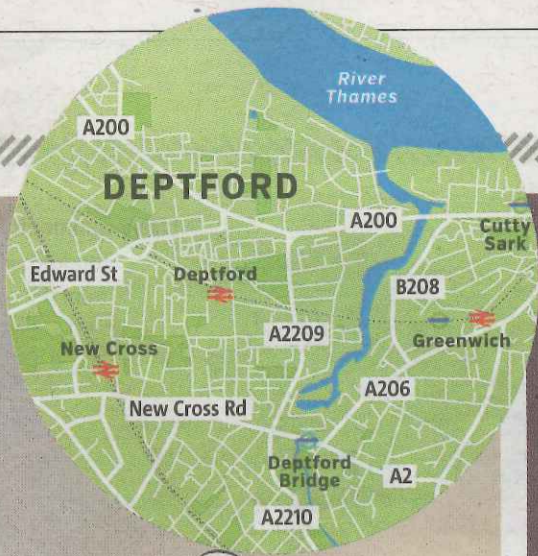 River
Thames
A200
DEPTFORD
A200
Cutty
Sark
Edward St
Deptford
B208
A2209
Greenwich
New Cross
A206
New Cross Rd
Deptford
Bridge
A2
A2210